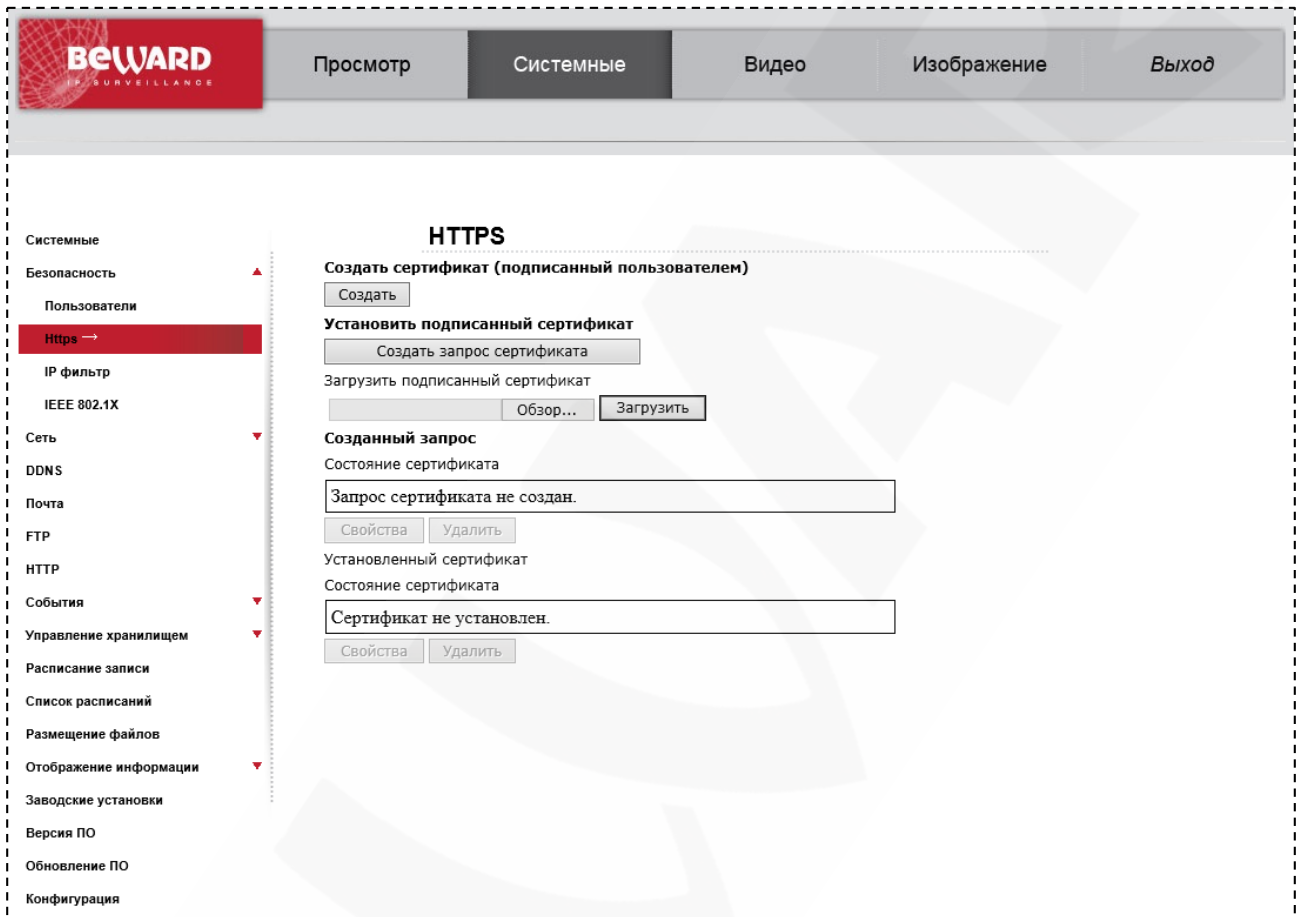 BEWARD
IP SURVEILLANCE
Просмотр
Системные
Видео
Изображение
Выход
Системные
Безопасность
Пользователи
Https →
IP фильтр
IEEE 802.1X
Сеть
DDNS
Почта
FTP
HTTP
События
Управление хранилищем
Расписание записи
Список расписаний
Размещение файлов
Отображение информации
Заводские установки
Версия ПО
Обновление ПО
Конфигурация
HTTPS
Создать сертификат (подписанный пользователем)
Создать
Установить подписанный сертификат
Создать запрос сертификата
Загрузить подписанный сертификат
Обзор... Загрузить
Созданный запрос
Состояние сертификата
Запрос сертификата не создан.
Свойства Удалить
Установленный сертификат
Состояние сертификата
Сертификат не установлен.
Свойства Удалить